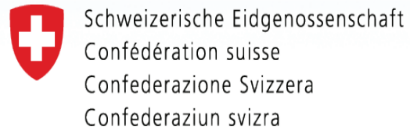 Schweizerische Eidgenossenschaft
Confédération suisse
Confederazione Svizzera
Confederaziun svizra